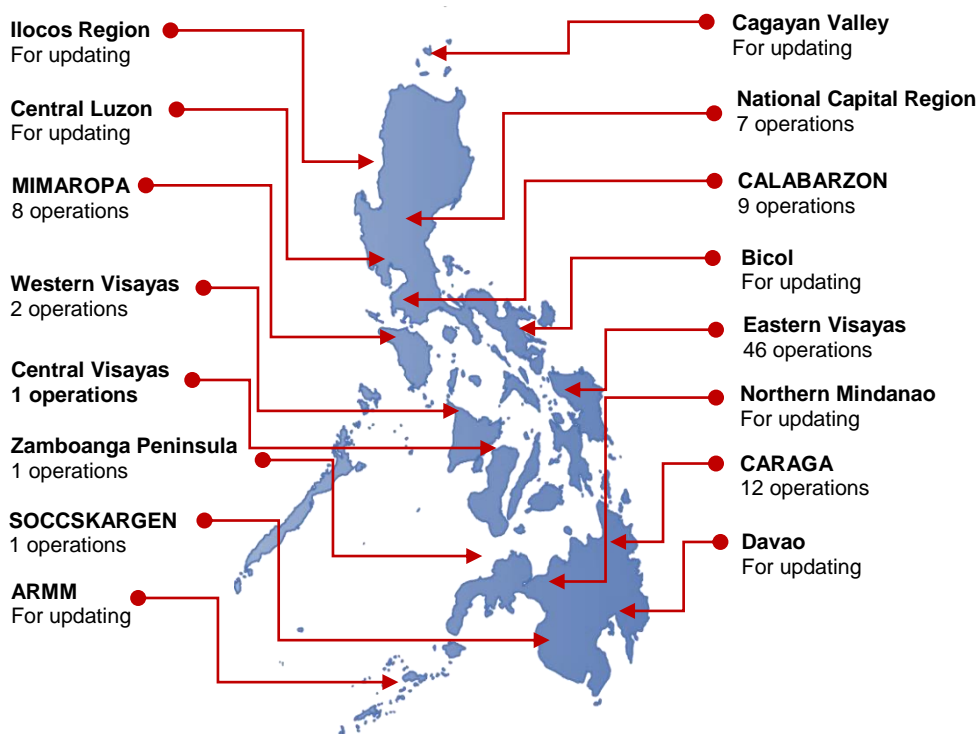 Ilocos Region
For updating
Central Luzon
For updating
MIMAROPA
8 operations
Western Visayas
2 operations
Central Visayas
1 operations
Zamboanga Peninsula
1 operations
SOCCSKARGEN
1 operations
ARMM
For updating
Cagayan Valley
For updating
National Capital Region
7 operations
CALABARZON
9 operations
Bicol
For updating
Eastern Visayas
46 operations
Northern Mindanao
For updating
CARAGA
12 operations
Davao
For updating